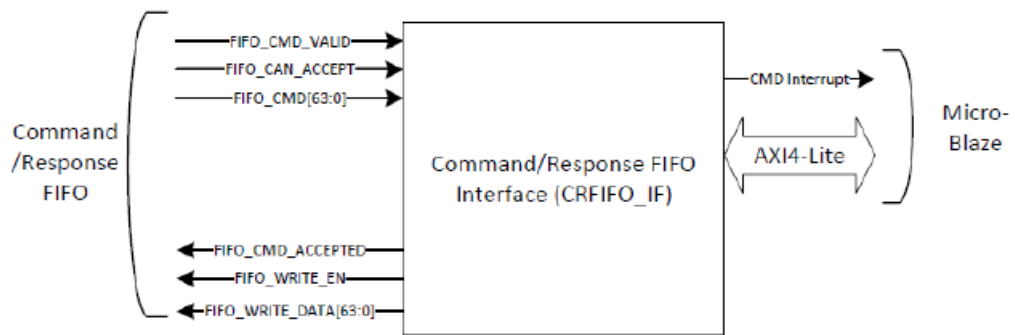 FIFO_CMD_VALID
FIFO_CAN_ACCEPT
FIFO_CMD[63:0]
Command
/Response
FIFO
Command/Response FIFO
Interface (CRFIFO_IF)
CMD Interrupt
AXI4-Lite
Micro-
Blaze
FIFO_CMD_ACCEPTED
FIFO_WRITE_EN
FIFO_WRITE_DATA[63:0]